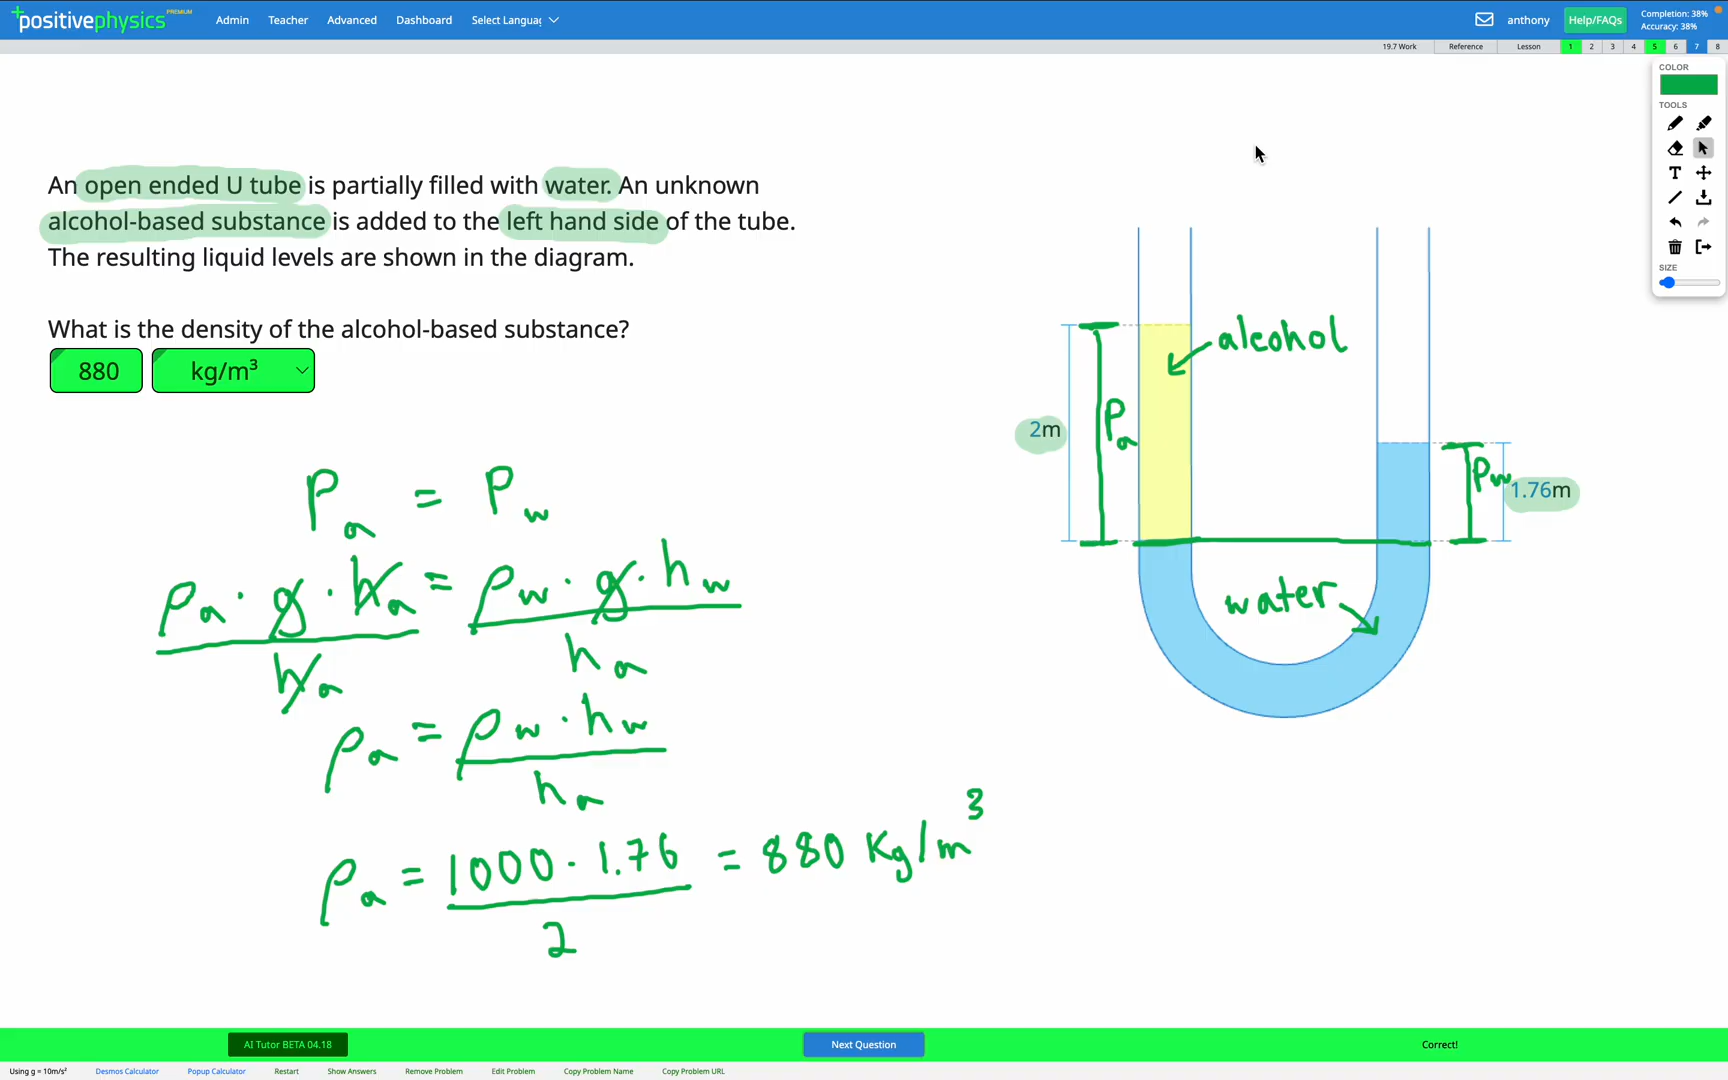 +positivephysics PREMIUM
Admin Teacher Advanced Dashboard Select Languag
anthony Help/FAQs Completion: 38%
Accuracy: 38%
19.7 Work Reference Lesson 1 2 3 4 5 6 7 8
COLOR
TOOLS
T
SIZE
An open ended U tube is partially filled with water. An unknown
alcohol-based substance is added to the left hand side of the tube.
The resulting liquid levels are shown in the diagram.
What is the density of the alcohol-based substance?
880 kg/m³
alcohol
2m
Pₐ
P_w
1.76m
water
Pₐ = P_w
ρₐ · g · hₐ = ρ_w · g · h_w
hₐ hₐ
ρₐ = ρ_w · h_w
hₐ
ρₐ = 1000 · 1.76 = 880 Kg/m³
2
AI Tutor BETA 04.18 Next Question Correct!
Using g = 10m/s² Desmos Calculator Popup Calculator Restart Show Answers Remove Problem Edit Problem Copy Problem Name Copy Problem URL